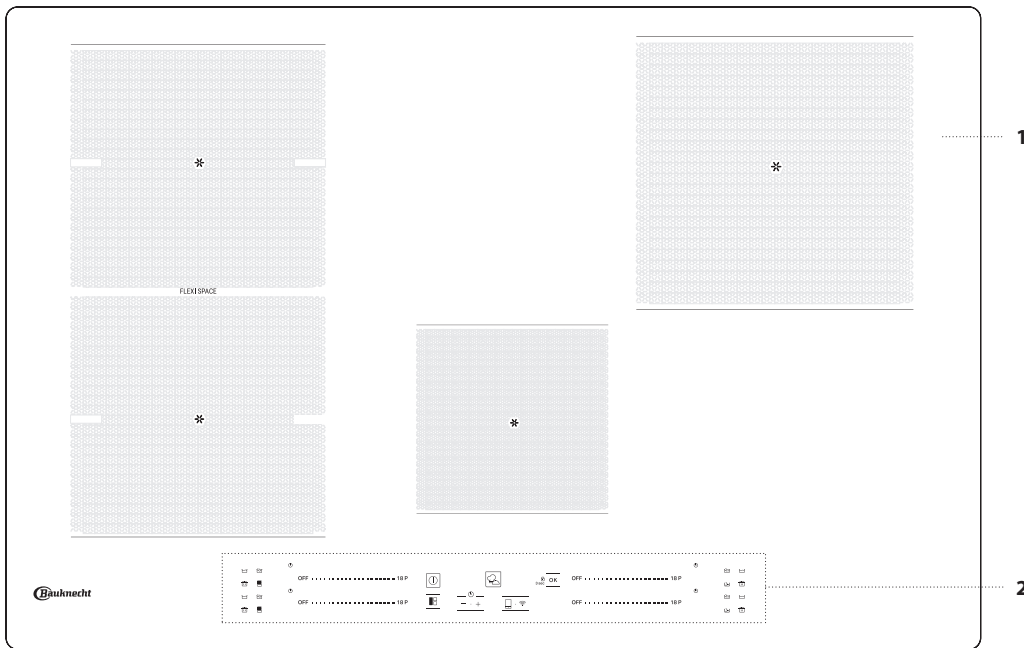 1
FLEXI SPACE
OFF 18 P
OFF 18 P
OK
OFF 18 P
OFF 18 P
Bauknecht
2